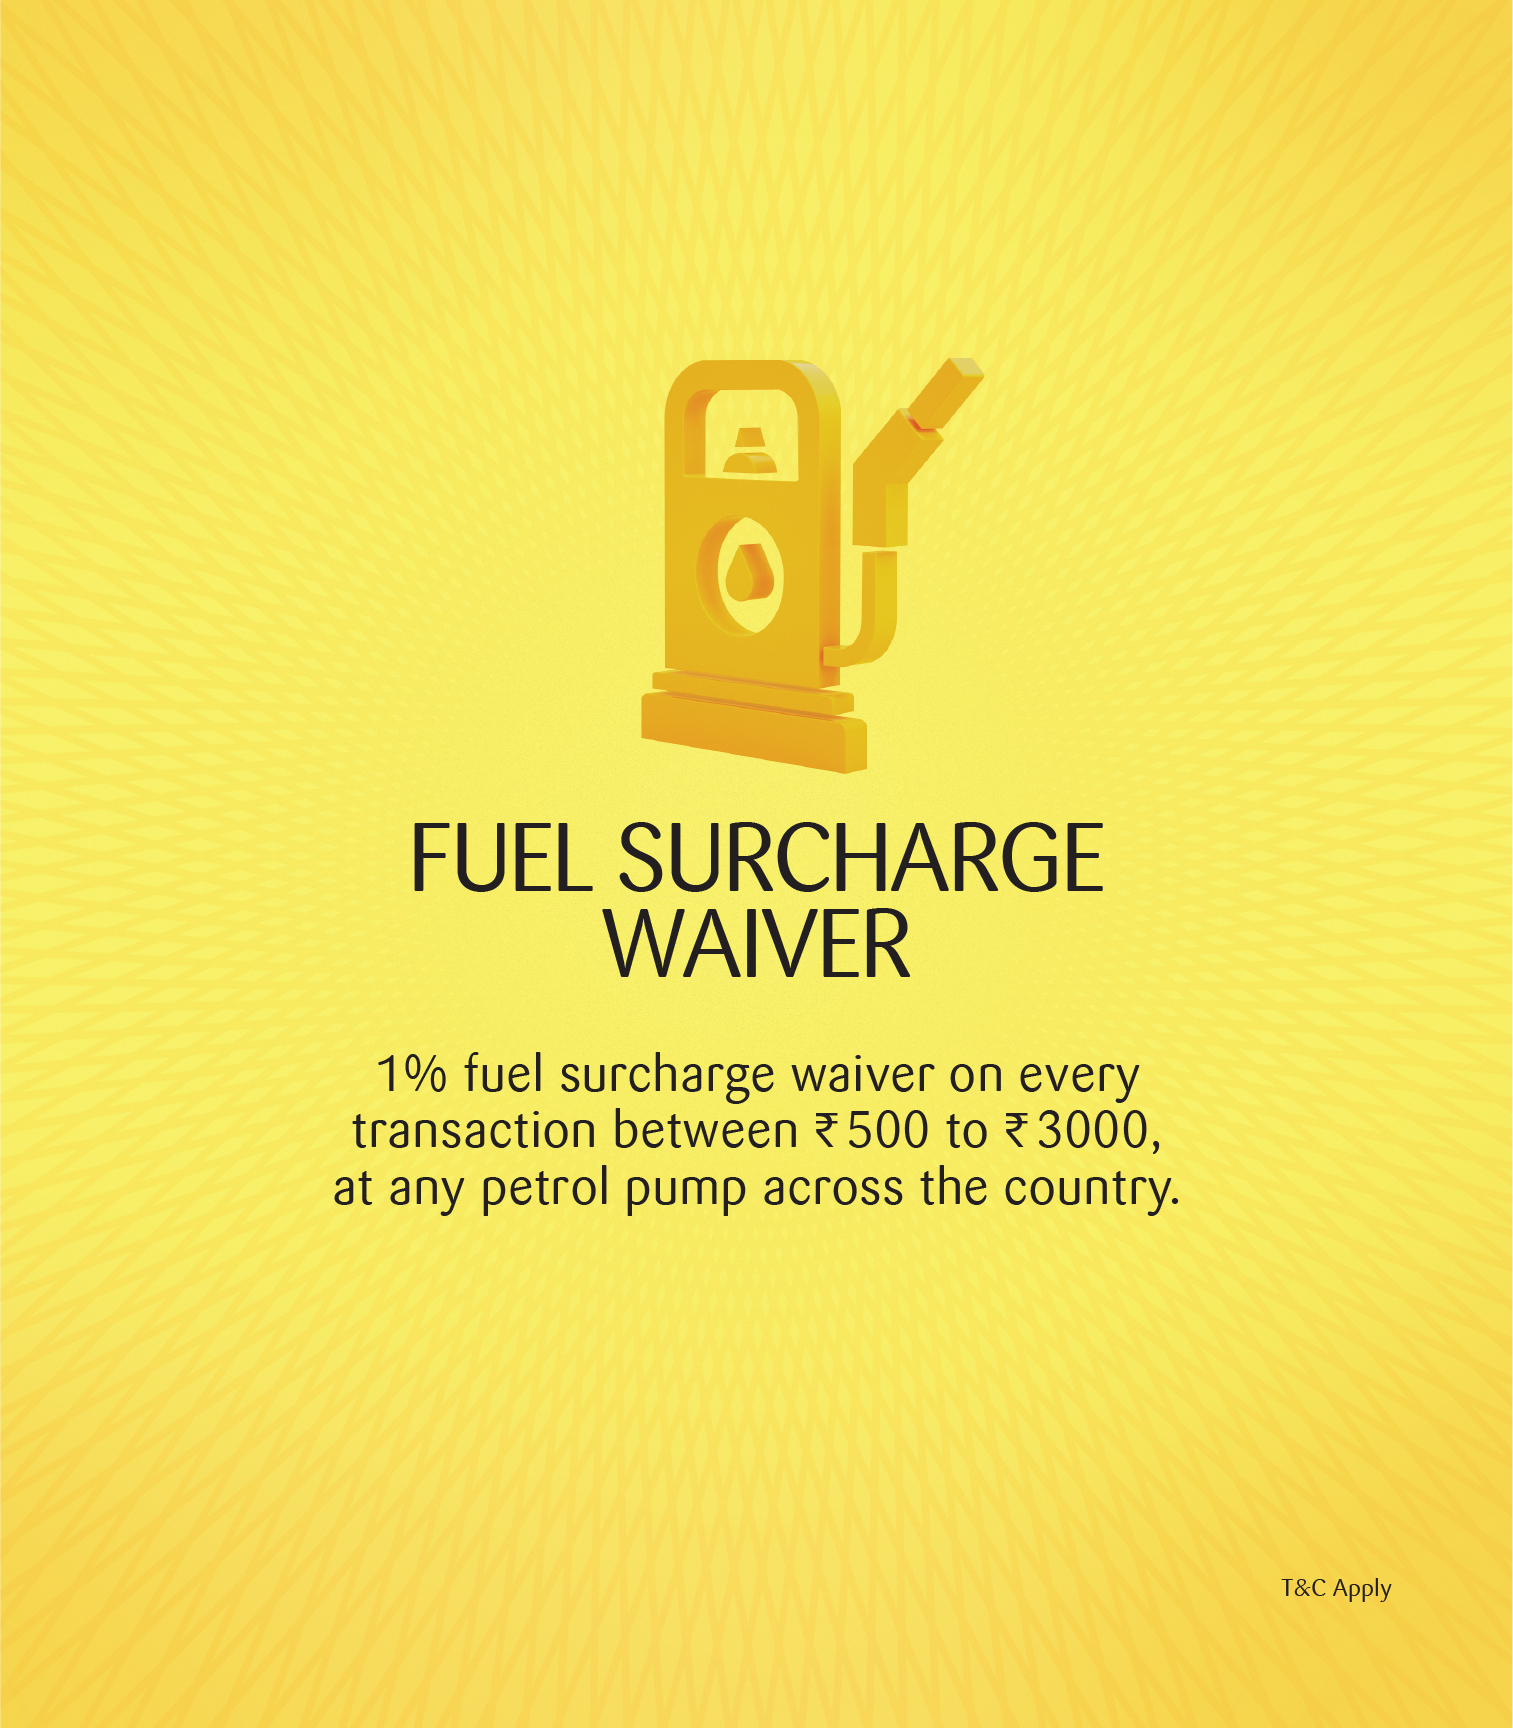 FUEL SURCHARGE
WAIVER
1% fuel surcharge waiver on every
transaction between ₹500 to ₹3000,
at any petrol pump across the country.
T&C Apply